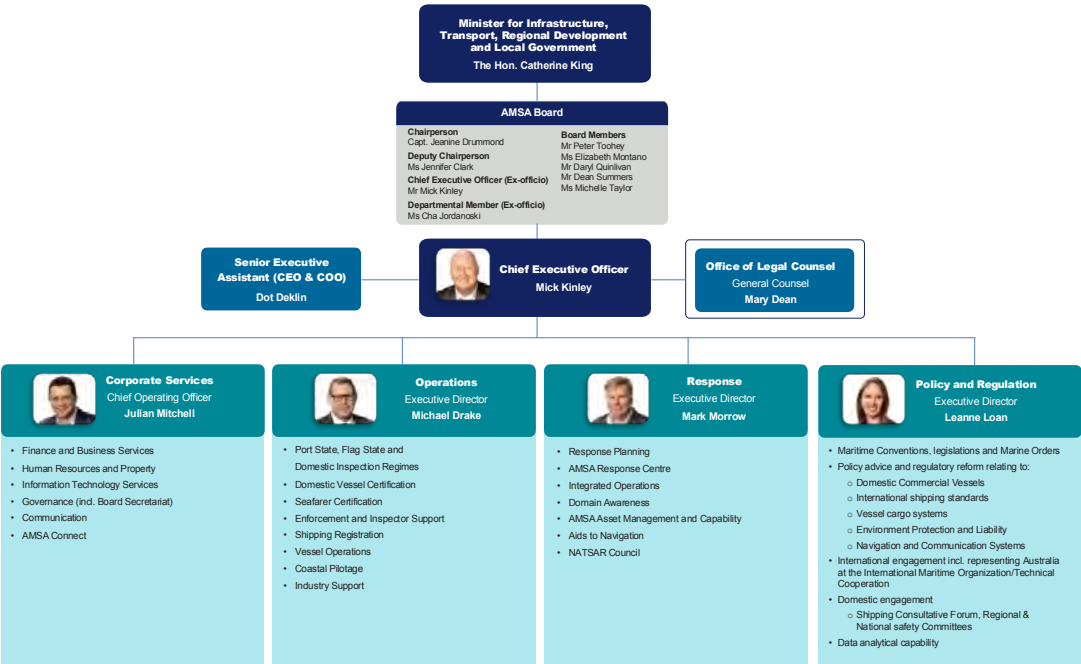 Minister for Infrastructure,
Transport, Regional Development
and Local Government
The Hon. Catherine King
AMSA Board
Chairperson
Capt. Jeanine Drummond
Deputy Chairperson
Ms Jennifer Clark
Chief Executive Officer (Ex-officio)
Mr Mick Kinley
Departmental Member (Ex-officio)
Ms Cha Jordanoski
Board Members
Mr Peter Toohey
Ms Elizabeth Montano
Mr Daryl Quinlivan
Mr Dean Summers
Ms Michelle Taylor
Senior Executive
Assistant (CEO & COO)
Dot Deklin
Chief Executive Officer
Mick Kinley
Office of Legal Counsel
General Counsel
Mary Dean
Corporate Services
Chief Operating Officer
Julian Mitchell
• Finance and Business Services
• Human Resources and Property
• Information Technology Services
• Governance (incl. Board Secretariat)
• Communication
• AMSA Connect
Operations
Executive Director
Michael Drake
• Port State, Flag State and
Domestic Inspection Regimes
• Domestic Vessel Certification
• Seafarer Certification
• Enforcement and Inspector Support
• Shipping Registration
• Vessel Operations
• Coastal Pilotage
• Industry Support
Response
Executive Director
Mark Morrow
• Response Planning
• AMSA Response Centre
• Integrated Operations
• Domain Awareness
• AMSA Asset Management and Capability
• Aids to Navigation
• NATSAR Council
Policy and Regulation
Executive Director
Leanne Loan
• Maritime Conventions, legislations and Marine Orders
• Policy advice and regulatory reform relating to:
o Domestic Commercial Vessels
o International shipping standards
o Vessel cargo systems
o Environment Protection and Liability
o Navigation and Communication Systems
• International engagement incl. representing Australia
at the International Maritime Organization/Technical
Cooperation
• Domestic engagement
o Shipping Consultative Forum, Regional &
National safety Committees
• Data analytical capability